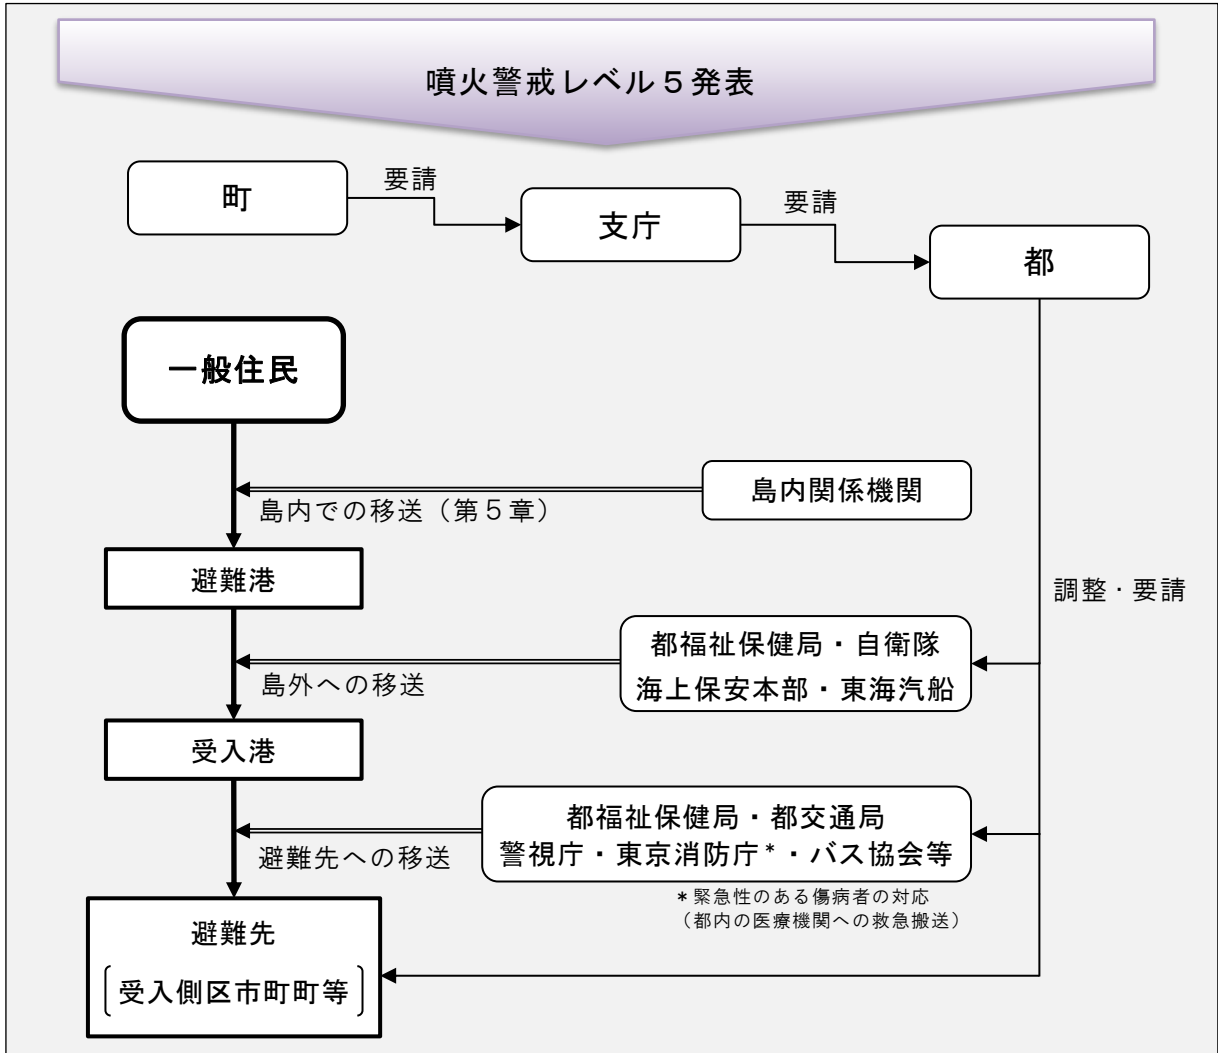 噴火警戒レベル５発表
町
要請
支庁
要請
都
一般住民
島内関係機関
島内での移送（第５章）
避難港
調整・要請
都福祉保健局・自衛隊
海上保安本部・東海汽船
島外への移送
受入港
都福祉保健局・都交通局
警視庁・東京消防庁*・バス協会等
避難先への移送
*緊急性のある傷病者の対応
（都内の医療機関への救急搬送）
避難先
〔受入側区市町町等〕